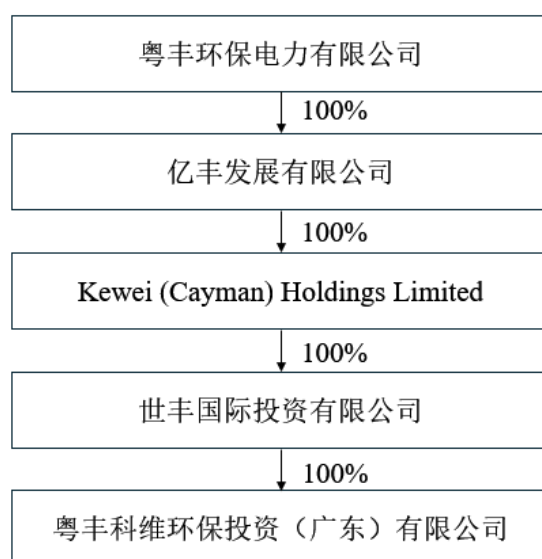 粤丰环保电力有限公司
100%
亿丰发展有限公司
100%
Kewei (Cayman) Holdings Limited
100%
世丰国际投资有限公司
100%
粤丰科维环保投资（广东）有限公司